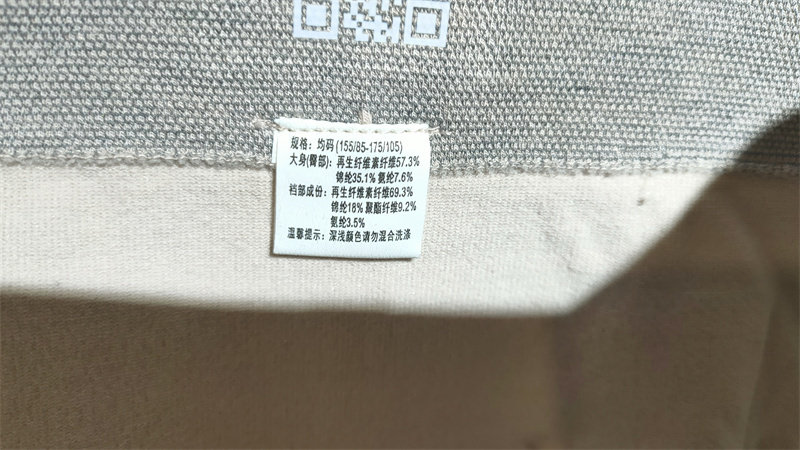 规格：均码(155/85-175/105)
大身(臀部)：再生纤维素纤维57.3%
锦纶35.1% 氨纶7.6%
裆部成份：再生纤维素纤维69.3%
锦纶18% 聚酯纤维9.2%
氨纶3.5%
温馨提示：深浅颜色请勿混合洗涤